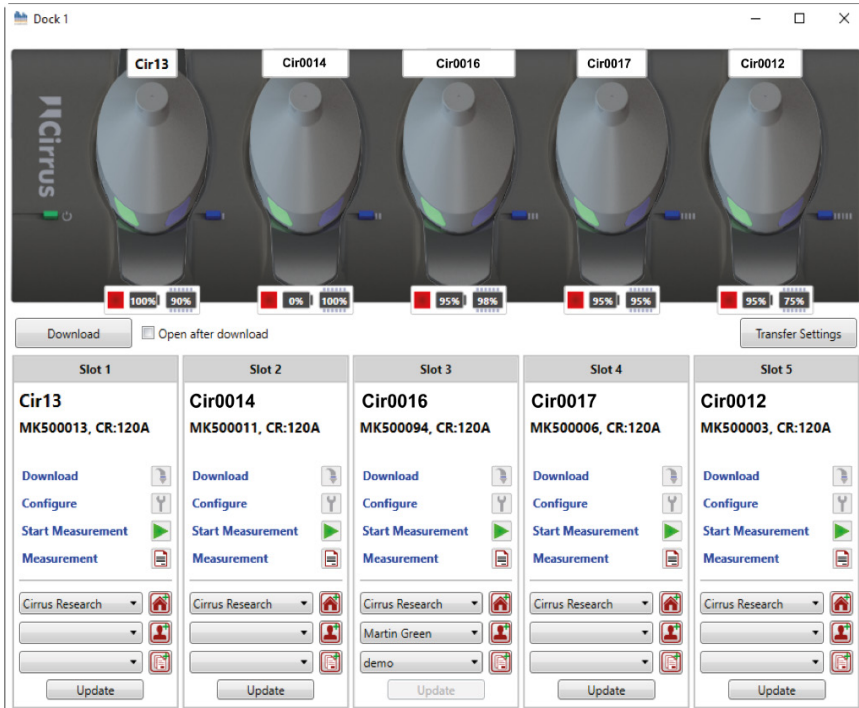 Dock 1
Cir13 Cir0014 Cir0016 Cir0017 Cir0012
Cirrus
100% 90% 0% 100% 95% 98% 95% 95% 95% 75%
Download Open after download Transfer Settings
Slot 1 Slot 2 Slot 3 Slot 4 Slot 5
Cir13 Cir0014 Cir0016 Cir0017 Cir0012
MK500013, CR:120A MK500011, CR:120A MK500094, CR:120A MK500006, CR:120A MK500003, CR:120A
Download Download Download Download Download
Configure Configure Configure Configure Configure
Start Measurement Start Measurement Start Measurement Start Measurement Start Measurement
Measurement Measurement Measurement Measurement Measurement
Cirrus Research Cirrus Research Cirrus Research Cirrus Research Cirrus Research
Martin Green
demo
Update Update Update Update Update